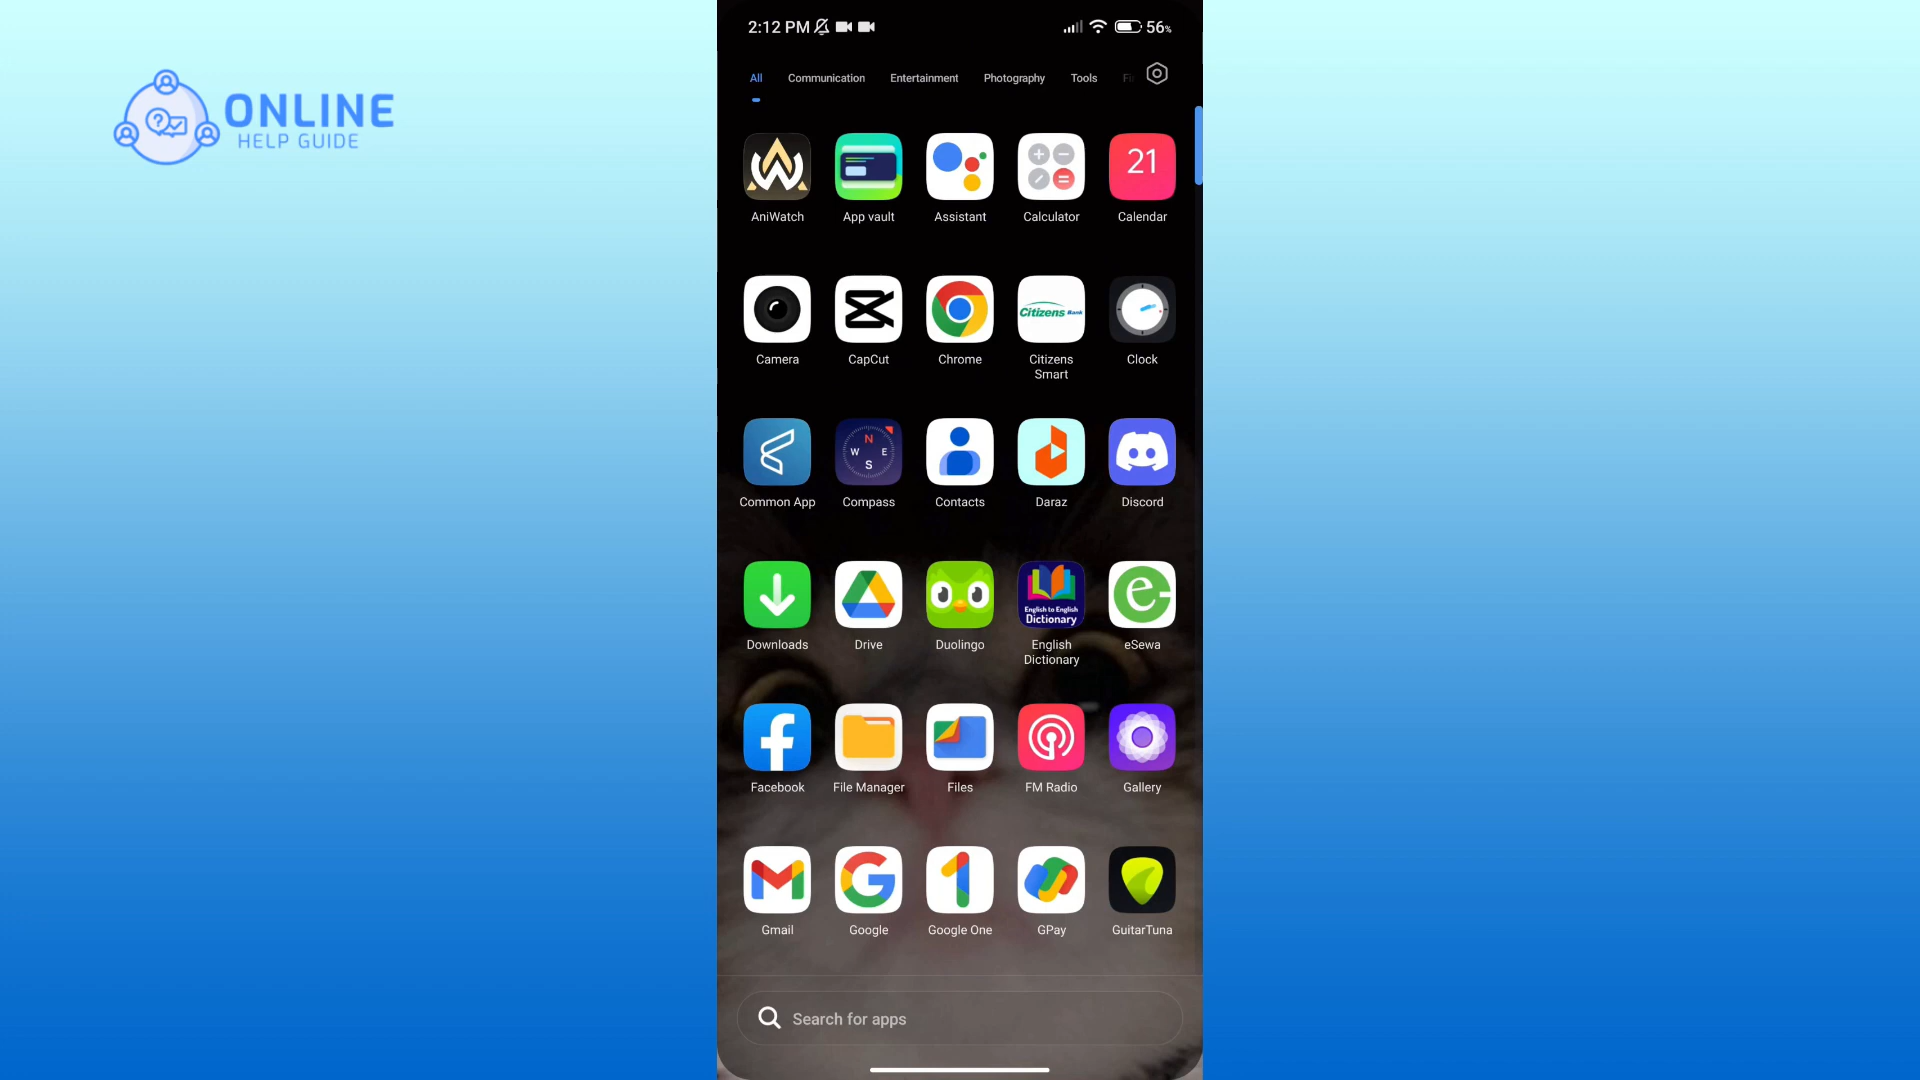 2:12 PM 56%
ONLINE
HELP GUIDE
All Communication Entertainment Photography Tools
21
AniWatch App vault Assistant Calculator Calendar
Citizens Bank
Camera CapCut Chrome Citizens Smart Clock
N
W E
S
Common App Compass Contacts Daraz Discord
English to English
Dictionary
Downloads Drive Duolingo English Dictionary eSewa
Facebook File Manager Files FM Radio Gallery
Gmail Google Google One GPay GuitarTuna
Search for apps